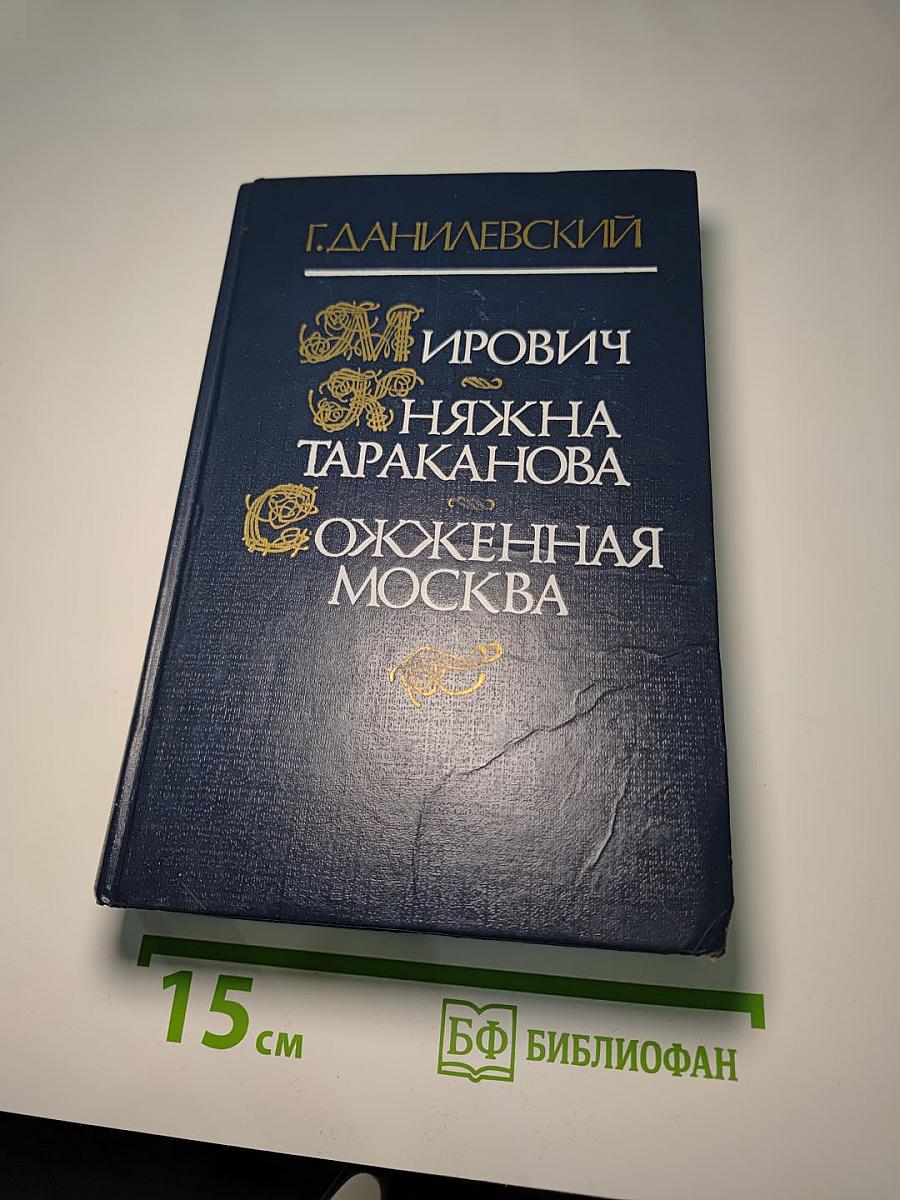 Г.ДАНИЛЕВСКИЙ
МИРОВИЧ
КНЯЖНА
ТАРАКАНОВА
СОЖЖЕННАЯ
МОСКВА
15 см
БФ БИБЛИОФАН